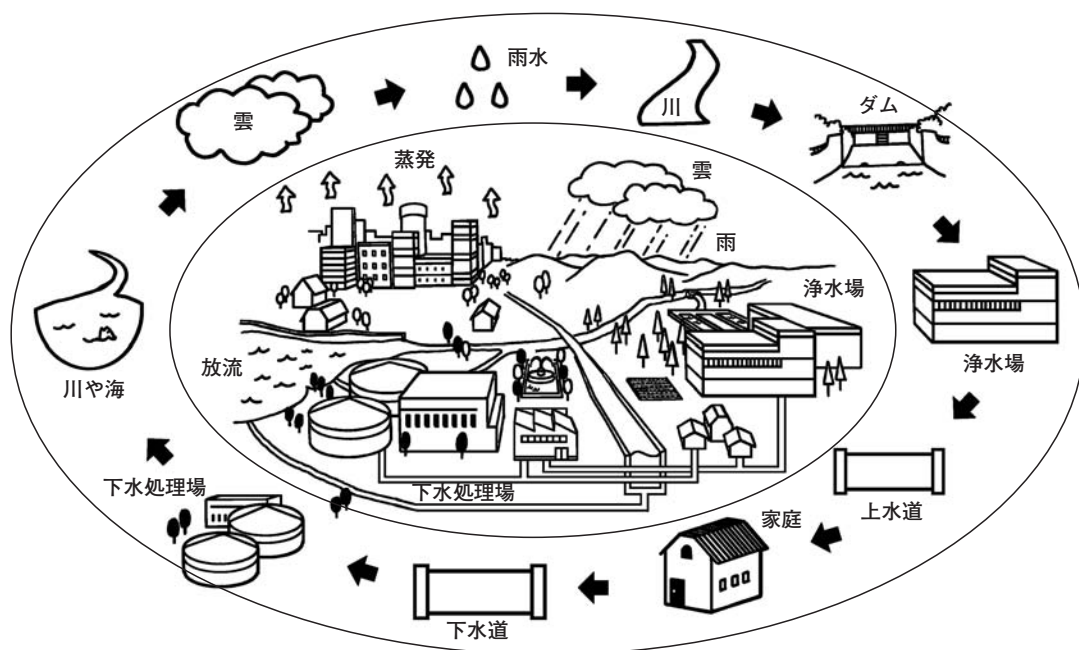 雲
雨水
川
ダム
浄水場
上水道
家庭
下水道
下水処理場
川や海
蒸発
雲
雨
浄水場
放流
下水処理場